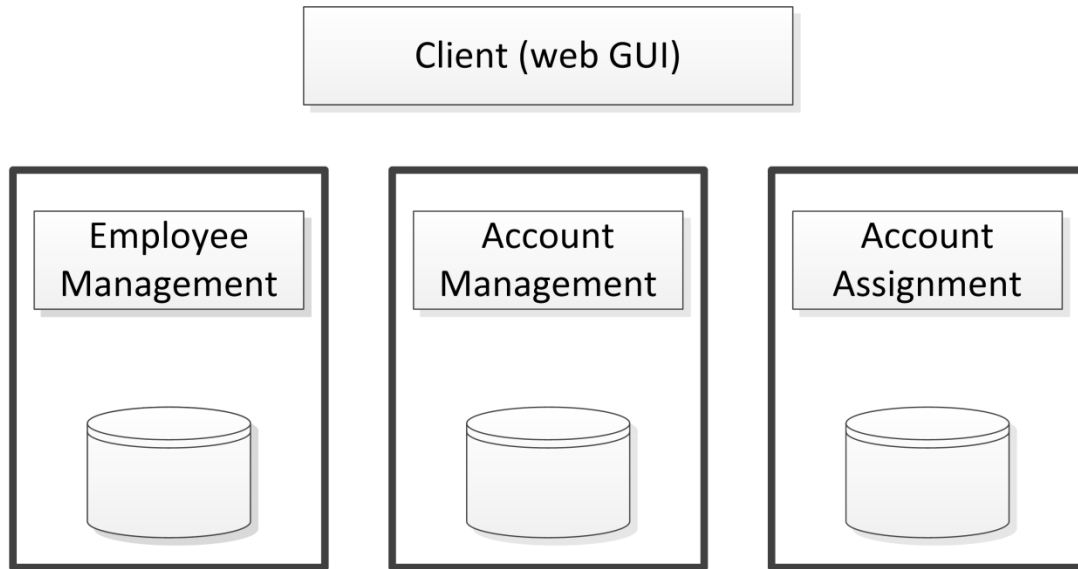 Client (web GUI)
Employee
Management
Account
Management
Account
Assignment